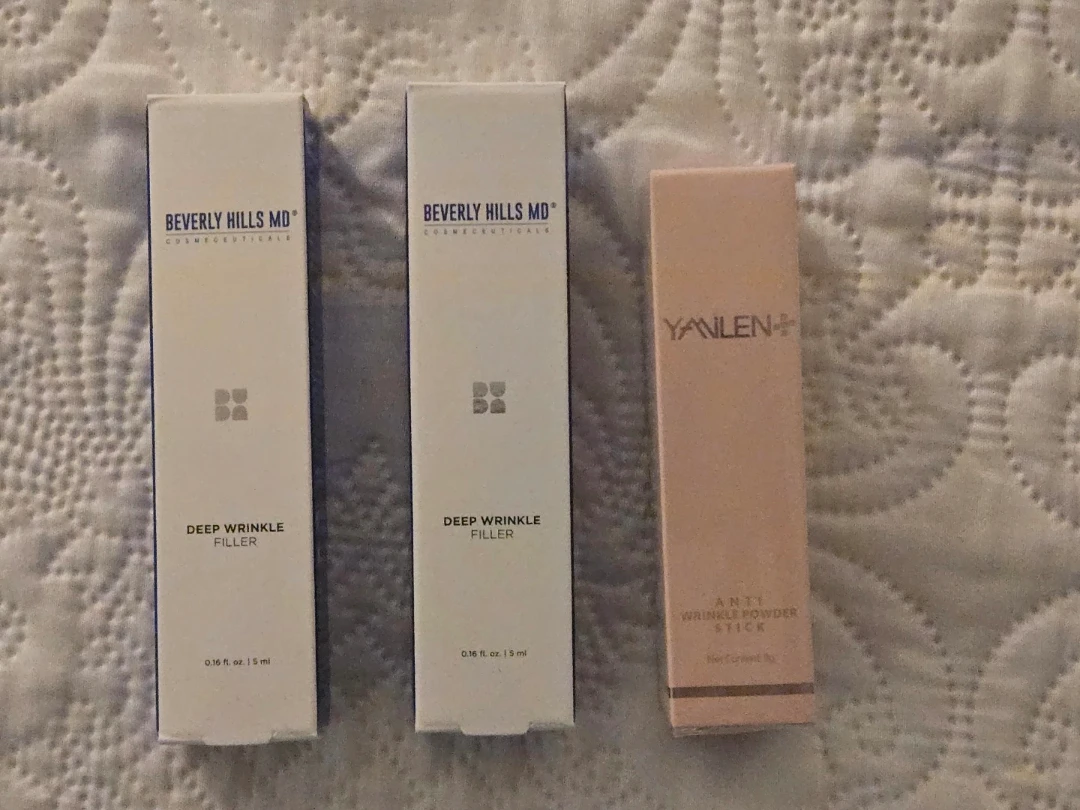 BEVERLY HILLS MD®
COSMECEUTICALS
DEEP WRINKLE
FILLER
0.16 fl. oz. | 5 ml
BEVERLY HILLS MD®
COSMECEUTICALS
DEEP WRINKLE
FILLER
0.16 fl. oz. | 5 ml
YANLEN+
ANTI
WRINKLE POWDER
STICK